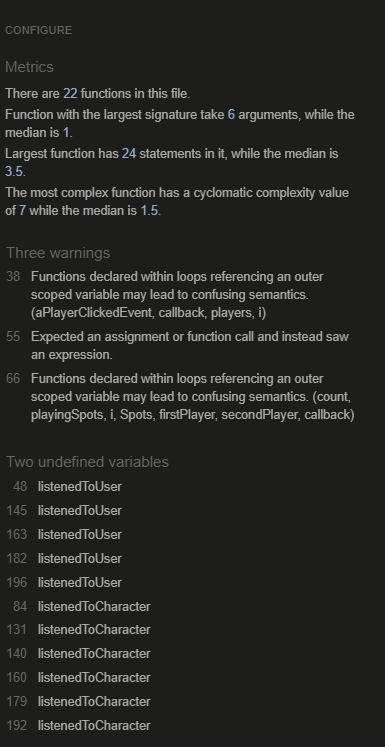 CONFIGURE
Metrics
There are 22 functions in this file.
Function with the largest signature take 6 arguments, while the
median is 1.
Largest function has 24 statements in it, while the median is
3.5.
The most complex function has a cyclomatic complexity value
of 7 while the median is 1.5.
Three warnings
38 Functions declared within loops referencing an outer
scoped variable may lead to confusing semantics.
(aPlayerClickedEvent, callback, players, i)
55 Expected an assignment or function call and instead saw
an expression.
66 Functions declared within loops referencing an outer
scoped variable may lead to confusing semantics. (count,
playingSpots, i, Spots, firstPlayer, secondPlayer, callback)
Two undefined variables
48 listenedToUser
145 listenedToUser
163 listenedToUser
182 listenedToUser
196 listenedToUser
84 listenedToCharacter
131 listenedToCharacter
140 listenedToCharacter
160 listenedToCharacter
179 listenedToCharacter
192 listenedToCharacter